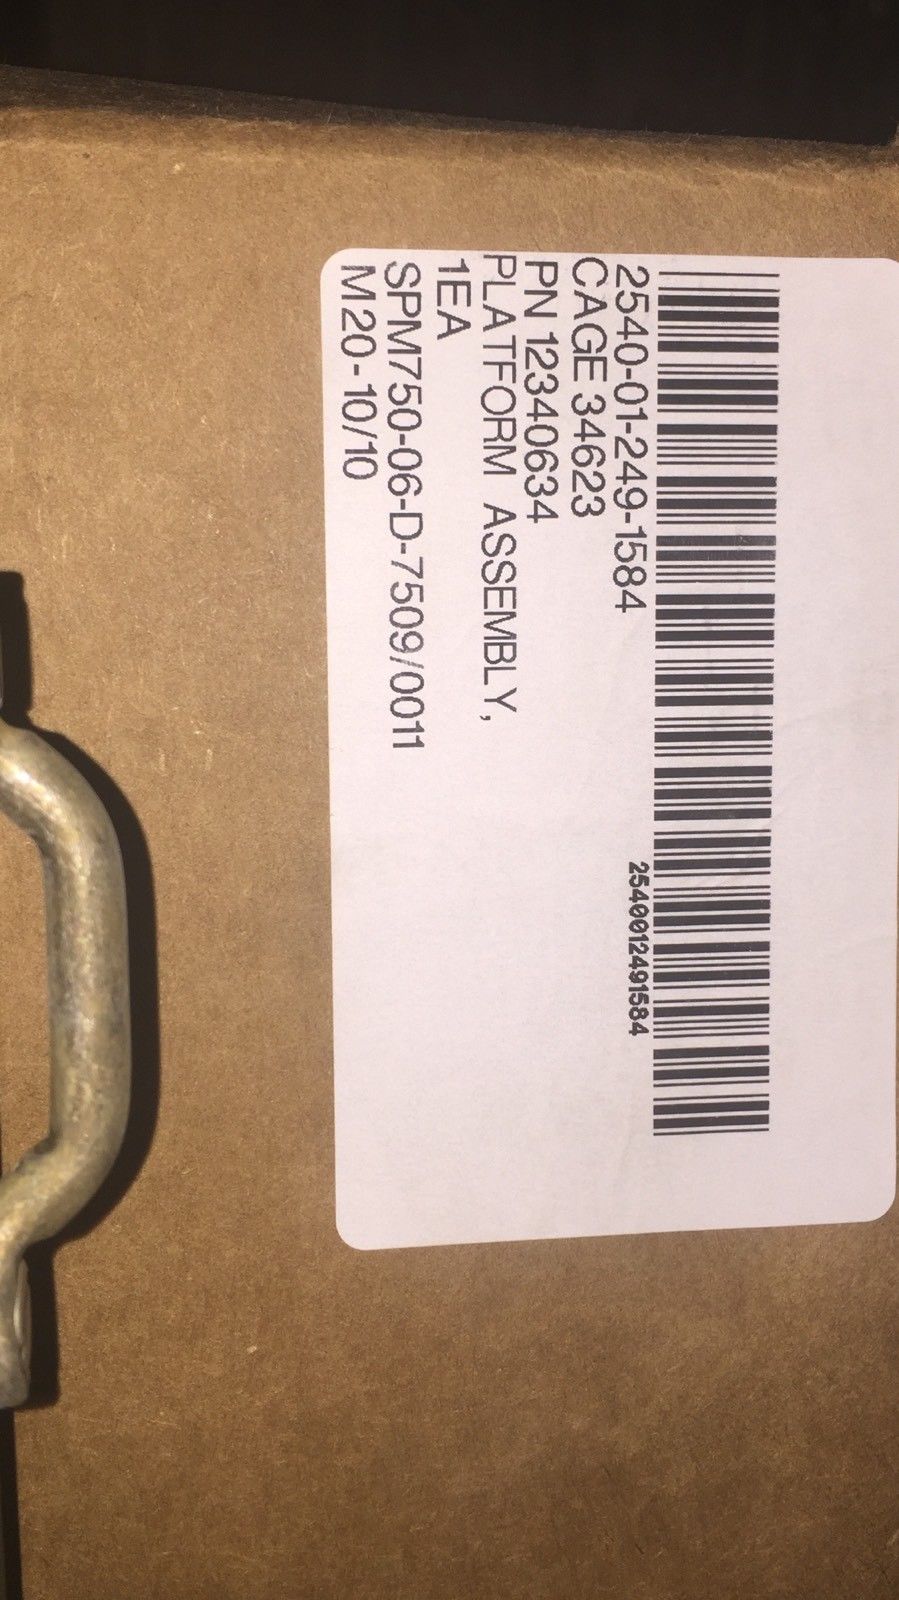 2540012491584
2540-01-249-1584
CAGE 34623
PN 12340634
PLATFORM ASSEMBLY,
1EA
SPM750-06-D-7509/0011
M20-10/10